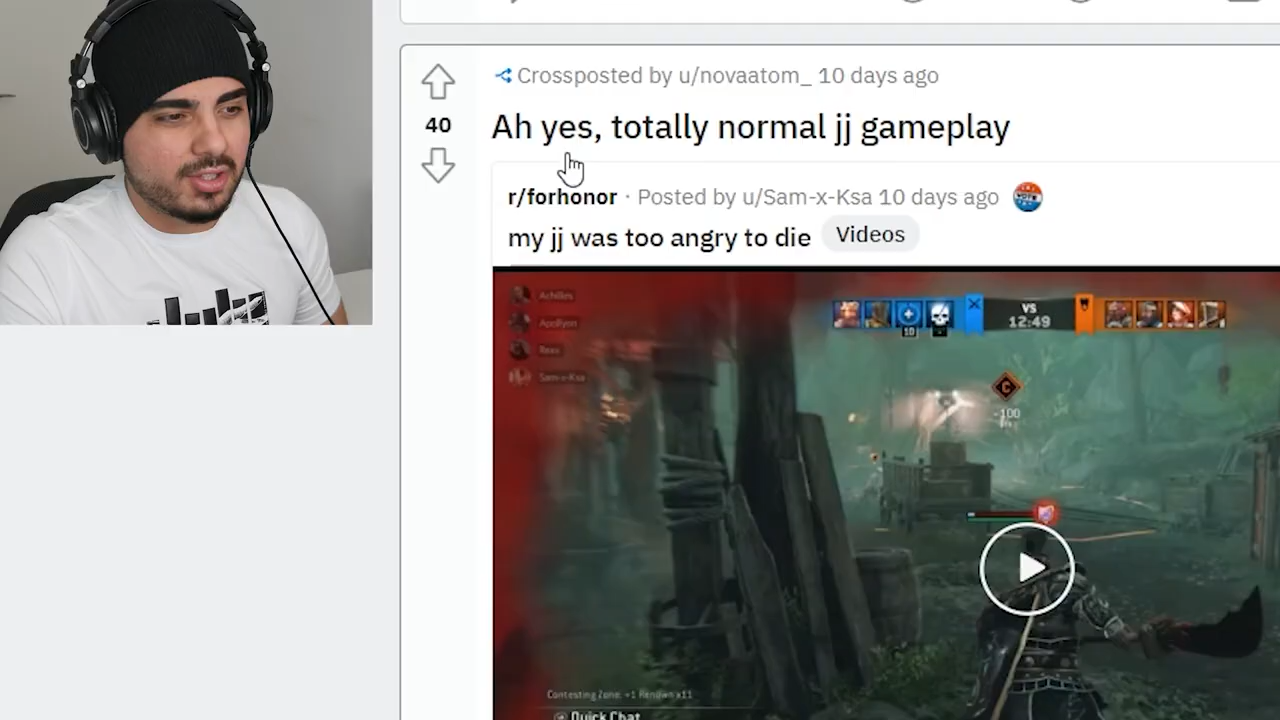 Crossposted by u/novaatom_ 10 days ago
40
Ah yes, totally normal jj gameplay
r/forhonor · Posted by u/Sam-x-Ksa 10 days ago
my jj was too angry to die Videos
Achilles
Apollyon
Sam-x-Ksa
VS
12:49
10
C
-100
Contesting Zone: +1 Renown x11
Quick Chat